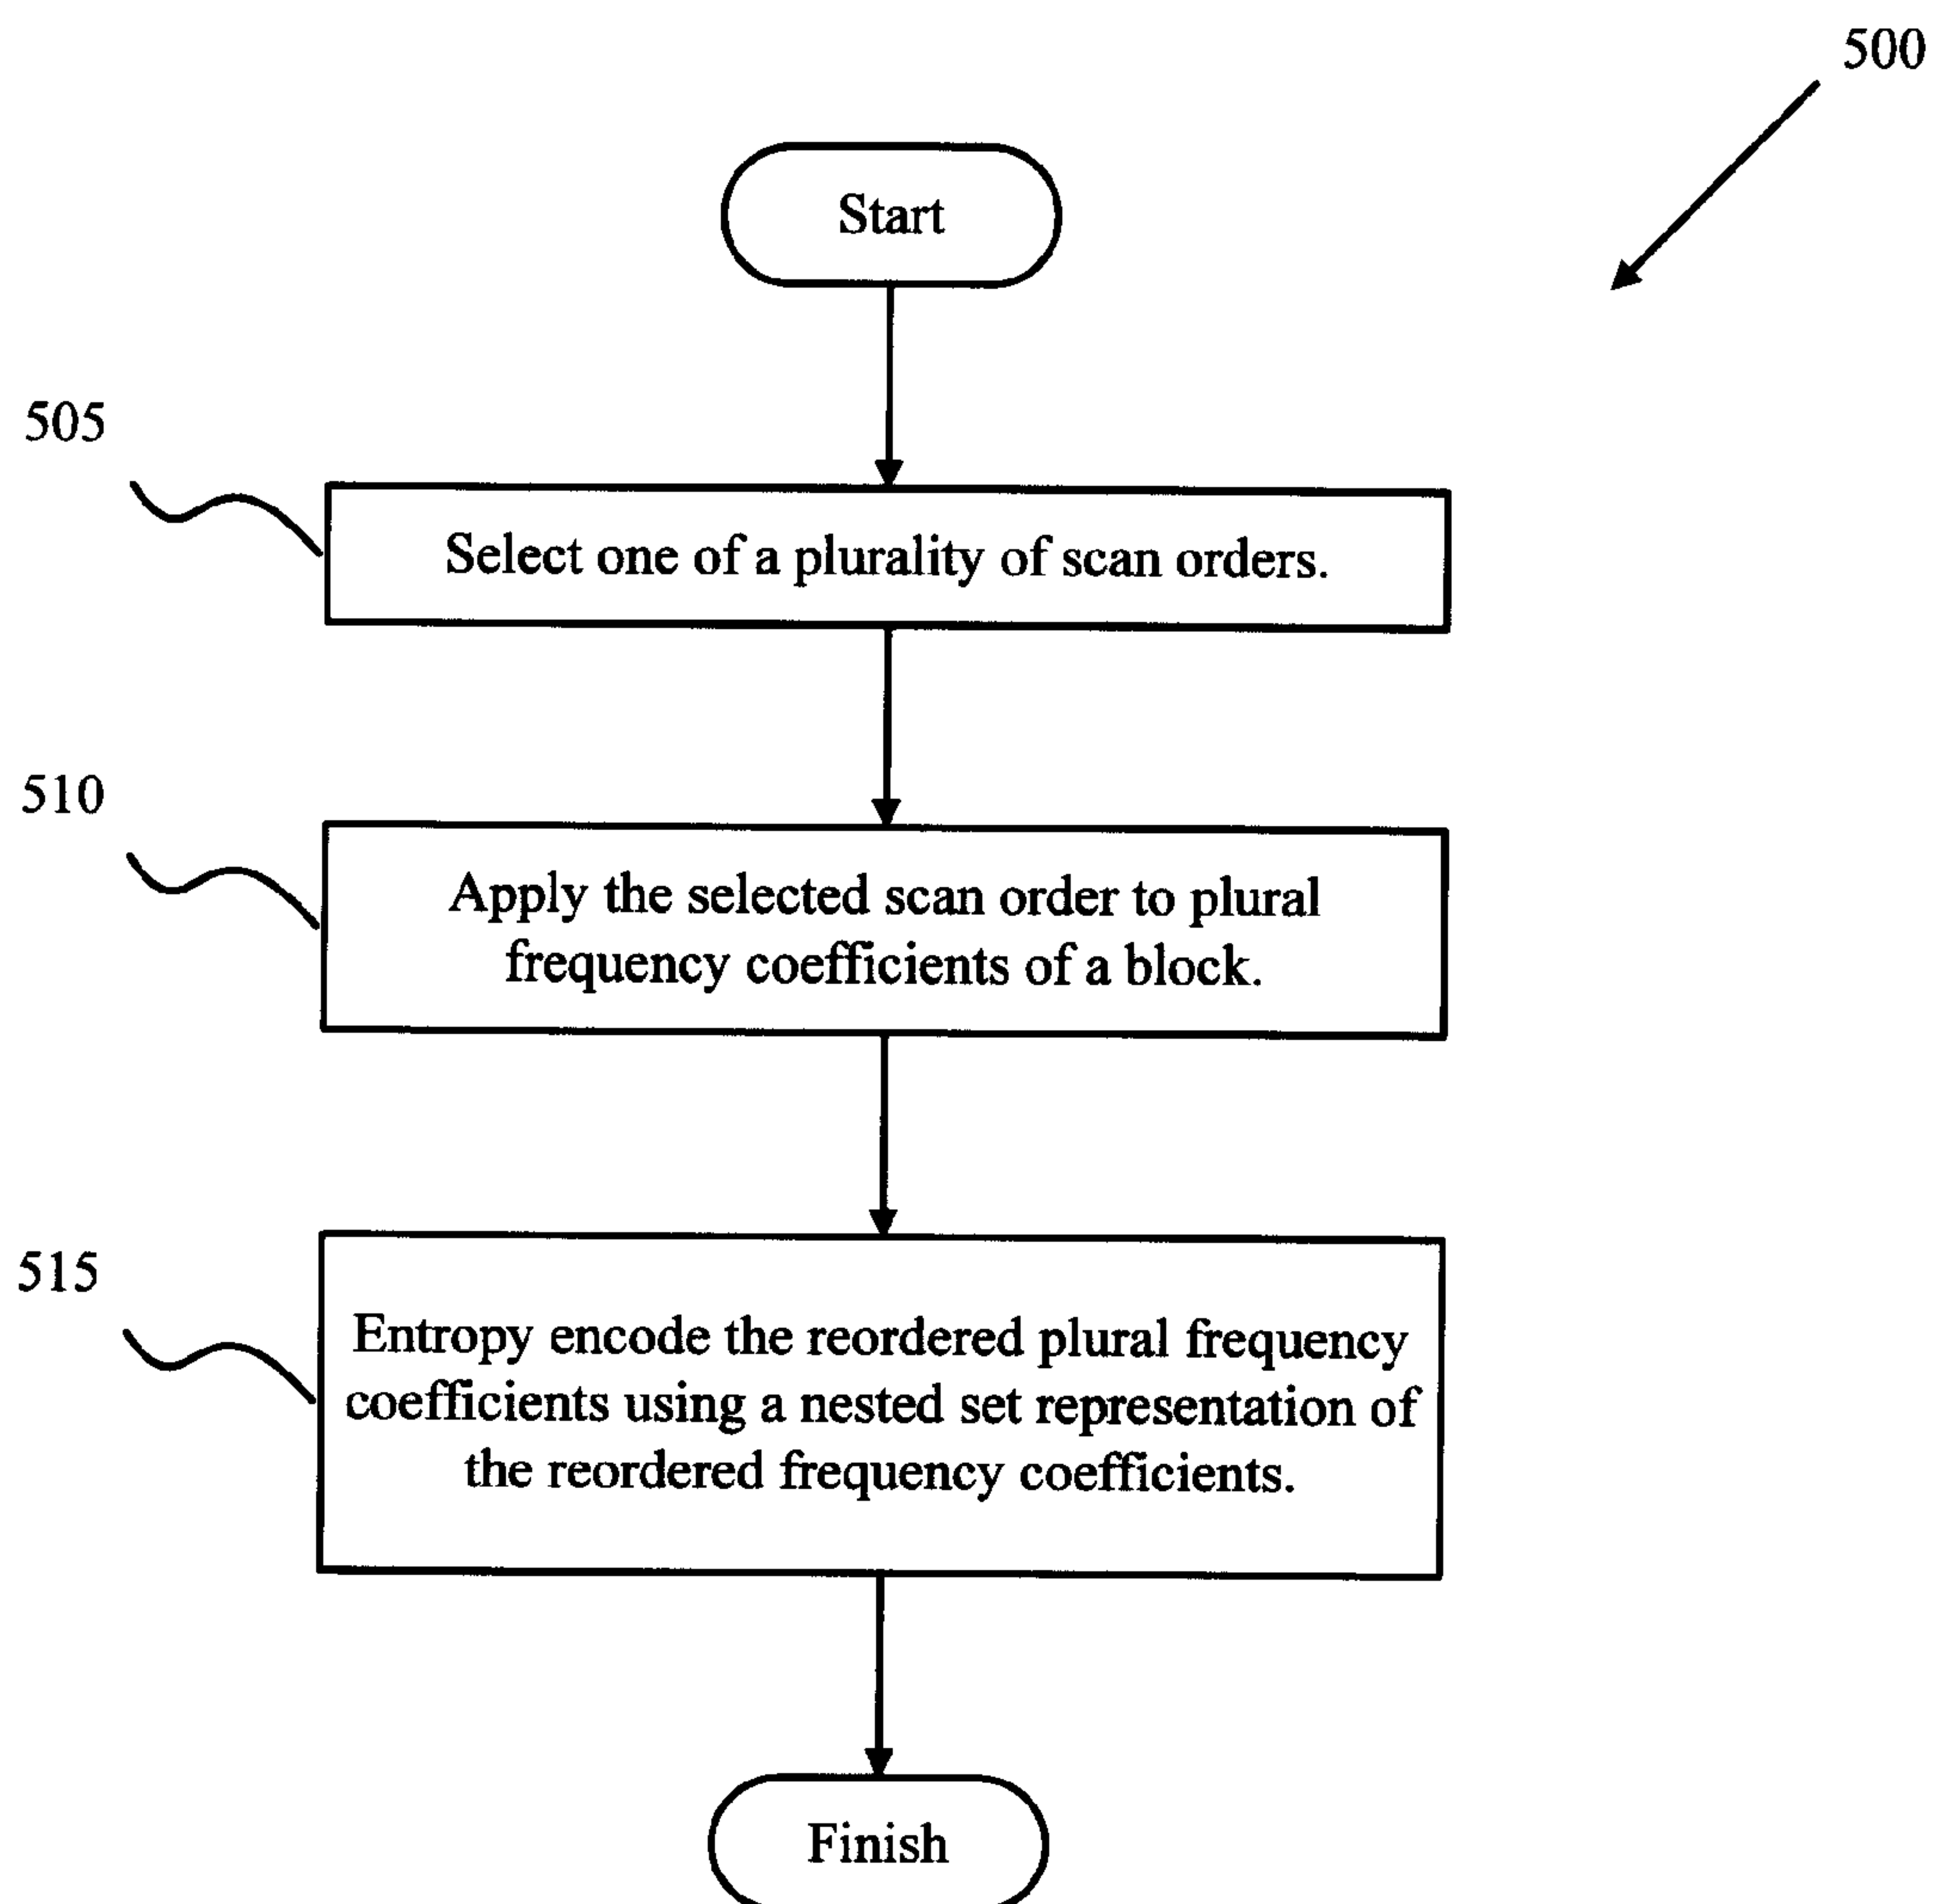 500
Start
505
Select one of a plurality of scan orders.
510
Apply the selected scan order to plural
frequency coefficients of a block.
515
Entropy encode the reordered plural frequency
coefficients using a nested set representation of
the reordered frequency coefficients.
Finish